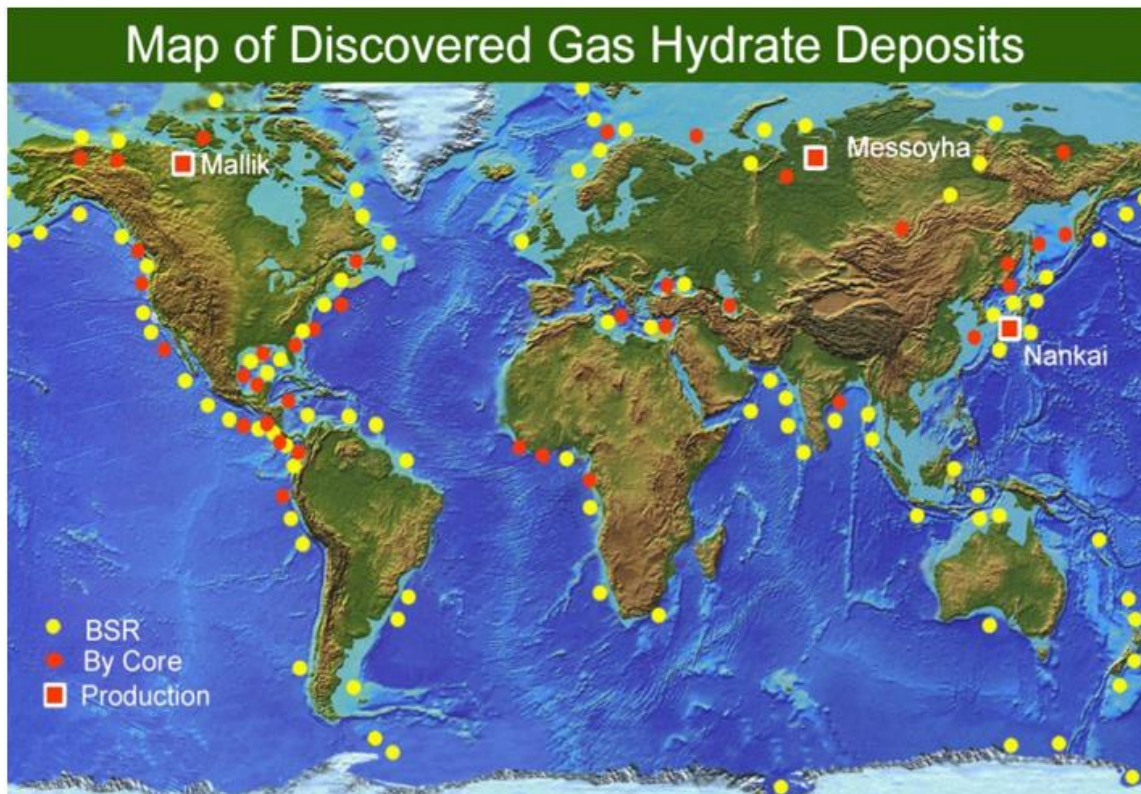 Map of Discovered Gas Hydrate Deposits
Mallik
Messoyha
Nankai
BSR
By Core
Production